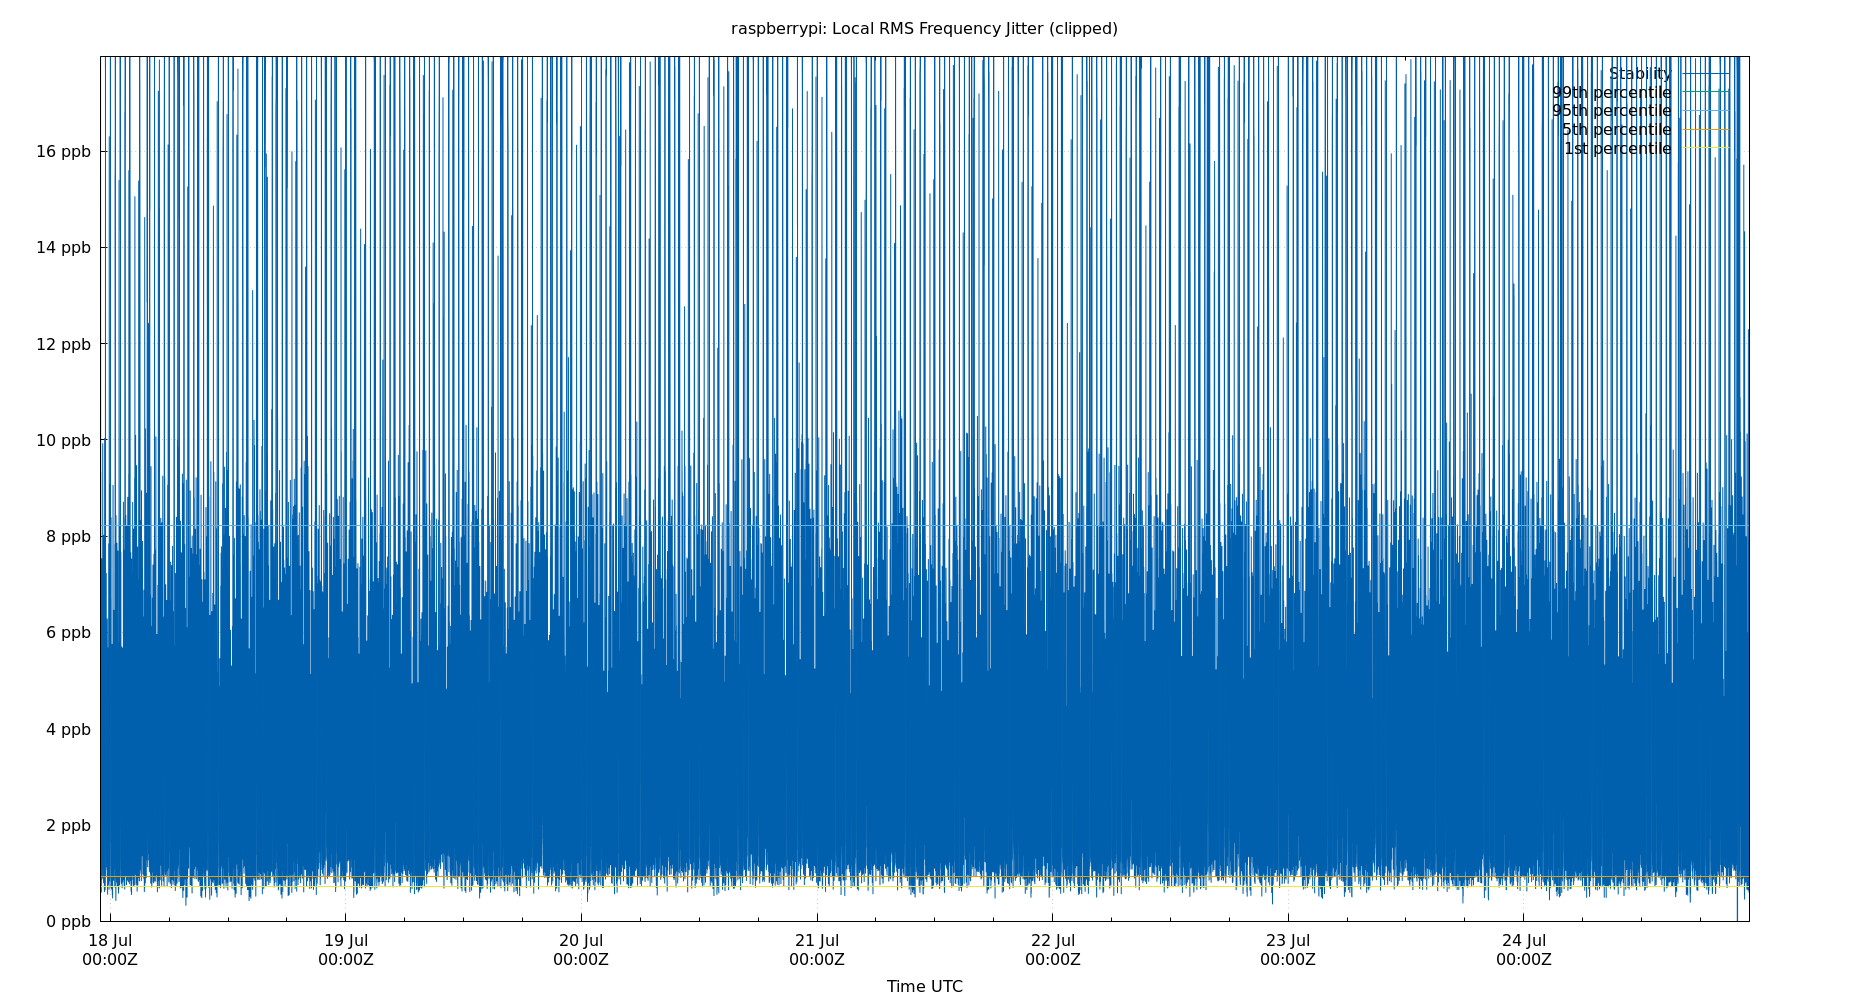 raspberrypi: Local RMS Frequency Jitter (clipped)
Stability
99th percentile
95th percentile
5th percentile
1st percentile
16 ppb
14 ppb
12 ppb
10 ppb
8 ppb
6 ppb
4 ppb
2 ppb
0 ppb
18 Jul 19 Jul 20 Jul 21 Jul 22 Jul 23 Jul 24 Jul
00:00Z 00:00Z 00:00Z 00:00Z 00:00Z 00:00Z 00:00Z
Time UTC